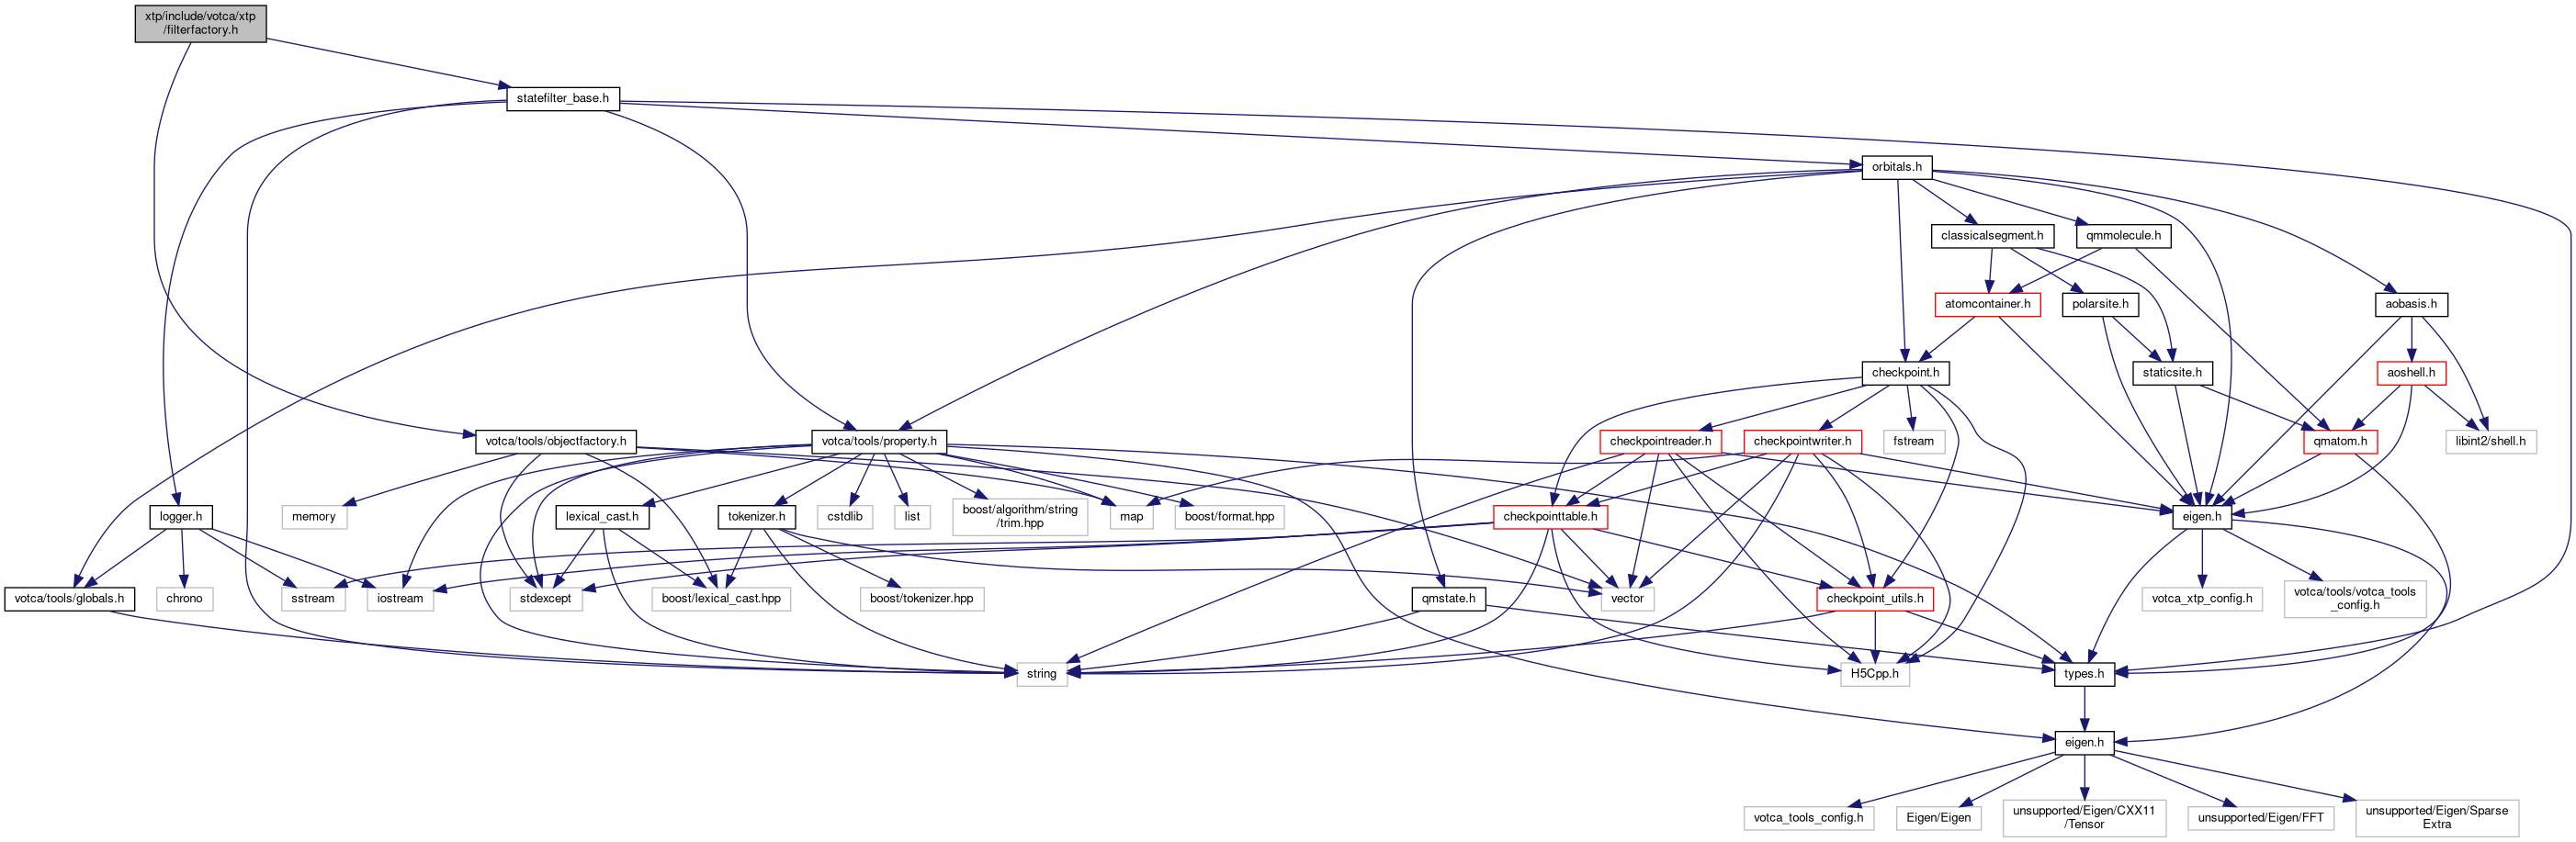 xtp/include/votca/xtp
/filterfactory.h
statefilter_base.h
orbitals.h
classicalsegment.h
qmmolecule.h
atomcontainer.h
polarsite.h
aobasis.h
checkpoint.h
staticsite.h
aoshell.h
votca/tools/objectfactory.h
votca/tools/property.h
checkpointreader.h
checkpointwriter.h
fstream
qmatom.h
libint2/shell.h
logger.h
memory
lexical_cast.h
tokenizer.h
cstdlib
list
boost/algorithm/string
/trim.hpp
map
boost/format.hpp
checkpointtable.h
eigen.h
votca/tools/globals.h
chrono
sstream
iostream
stdexcept
boost/lexical_cast.hpp
boost/tokenizer.hpp
qmstate.h
vector
checkpoint_utils.h
votca_xtp_config.h
votca/tools/votca_tools
_config.h
string
H5Cpp.h
types.h
eigen.h
votca_tools_config.h
Eigen/Eigen
unsupported/Eigen/CXX11
/Tensor
unsupported/Eigen/FFT
unsupported/Eigen/Sparse
Extra